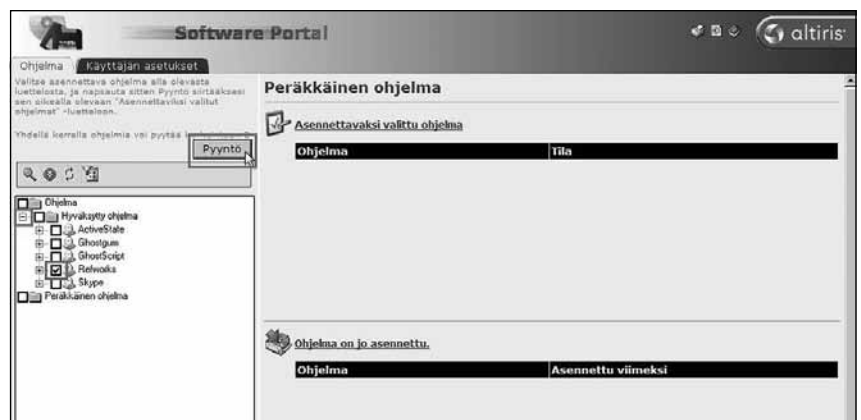 Software Portal
altiris
Ohjelma
Käyttäjän asetukset
Valitse asennettava ohjelma alla olevasta
luettelosta, ja napsauta sitten Pyyntö siirtääksesi
sen oikealla olevaan "Asennettaviksi valitut
ohjelmat" -luetteloon.
Yhdellä kerralla ohjelmia voi pyytää
Pyyntö
Ohjelma
Hyväksytty ohjelma
ActiveState
Ghostgum
GhostScript
Refworks
Skype
Peräkkäinen ohjelma
Peräkkäinen ohjelma
Asennettavaksi valittu ohjelma
Ohjelma Tila
Ohjelma on jo asennettu.
Ohjelma Asennettu viimeksi